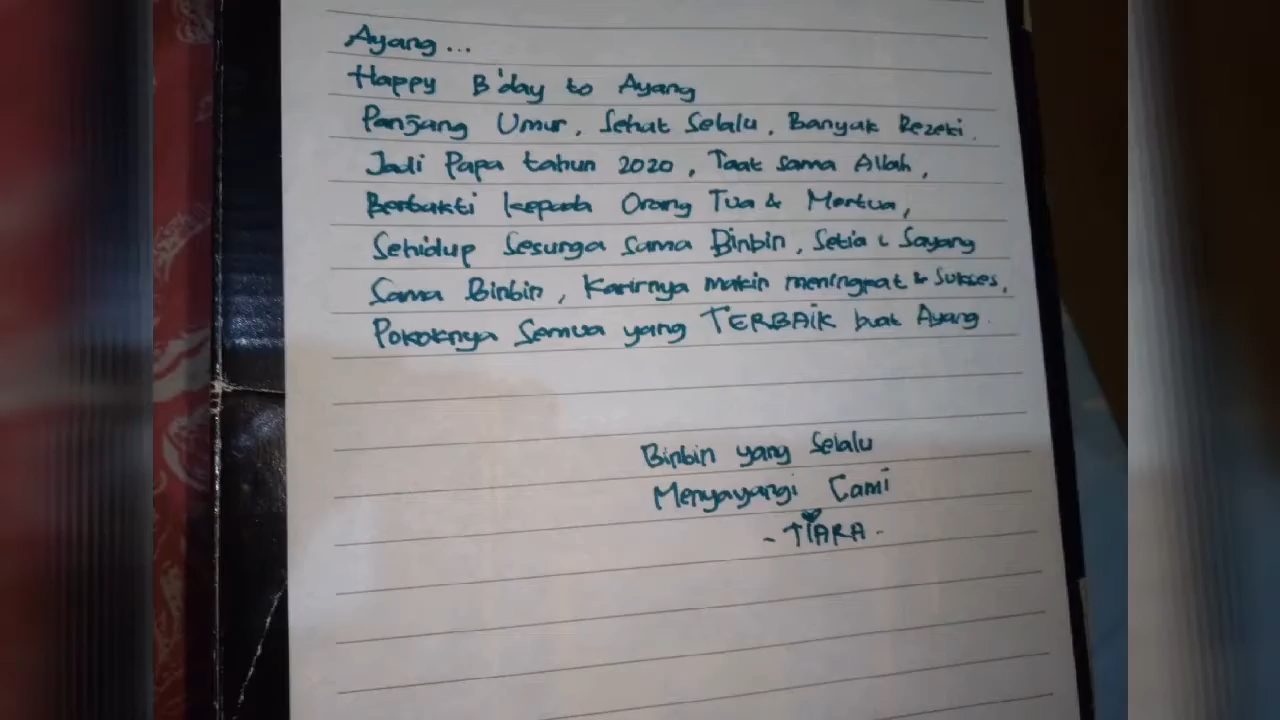 Ayang...
Happy B'day to Ayang
Panjang Umur, Sehat Selalu, Banyak Rezeki.
Jadi Papa tahun 2020, Taat sama Allah,
Berbakti kepada Orang Tua & Mertua,
Sehidup Sesurga Sama Binbin, Setia & Sayang
Sama Binbin, Karirnya makin meningkat & Sukses,
Pokoknya Semua yang TERBAIK buat Ayang.
Binbin yang Selalu
Menyayangi Cami
- TIARA -